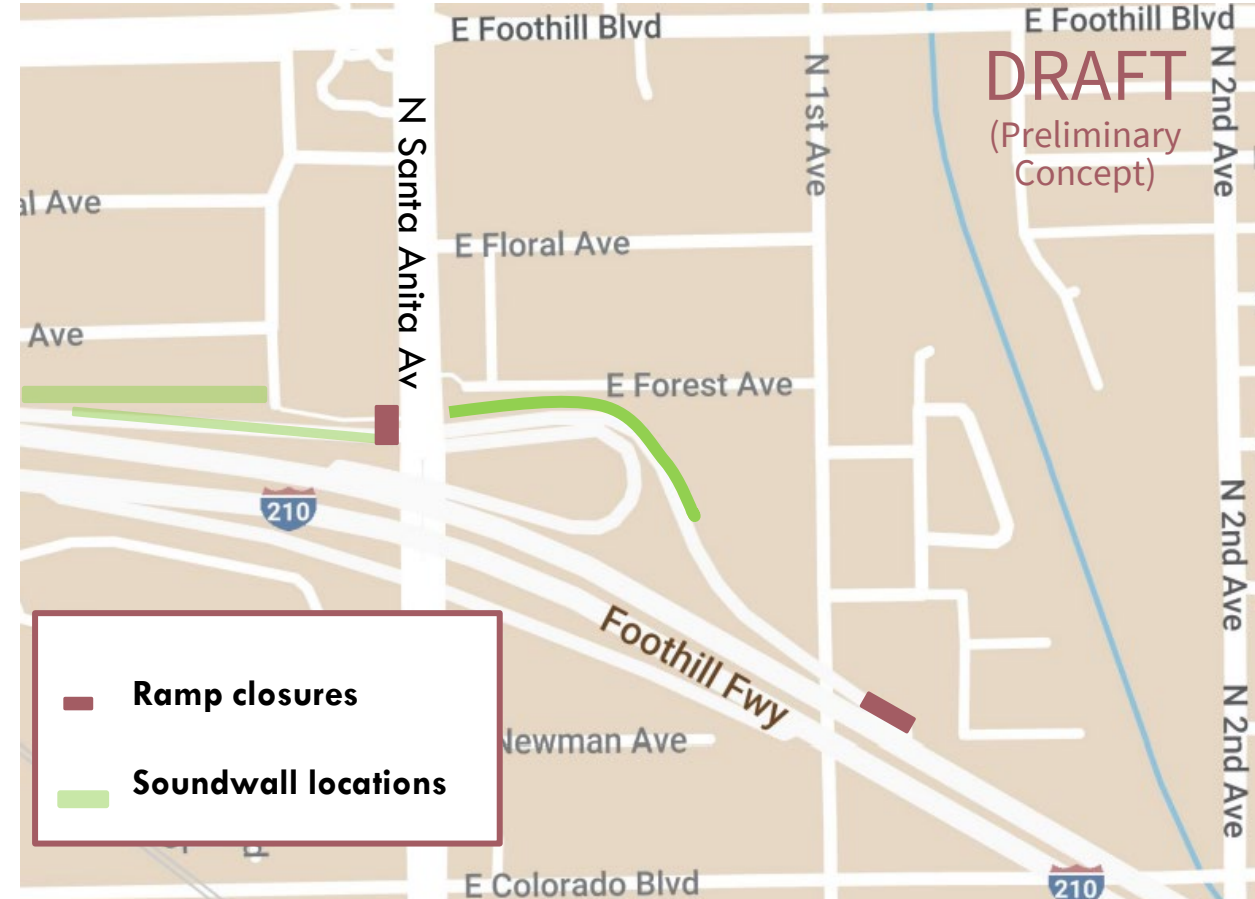 E Foothill Blvd
E Foothill Blvd
DRAFT
(Preliminary
Concept)
N 1st Ave
N 2nd Ave
N Santa Anita Av
al Ave
E Floral Ave
Ave
E Forest Ave
210
N 2nd Ave
Foothill Fwy
Ramp closures
Newman Ave
N 2nd Ave
Soundwall locations
E Colorado Blvd
210